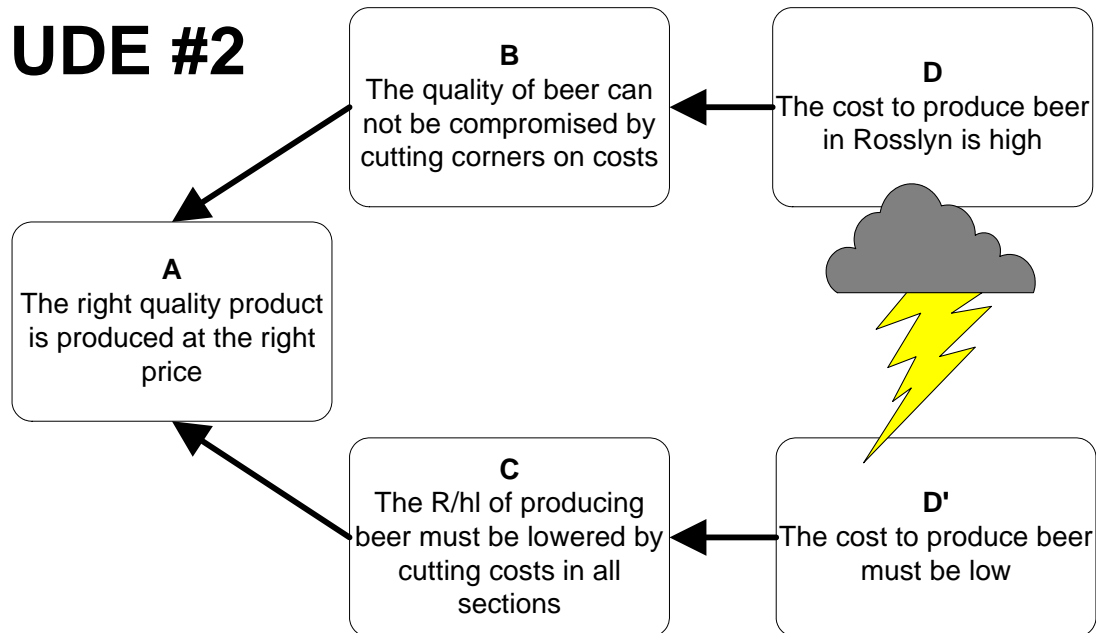 UDE #2
B
The quality of beer can
not be compromised by
cutting corners on costs
D
The cost to produce beer
in Rosslyn is high
A
The right quality product
is produced at the right
price
C
The R/hl of producing
beer must be lowered by
cutting costs in all
sections
D'
The cost to produce beer
must be low